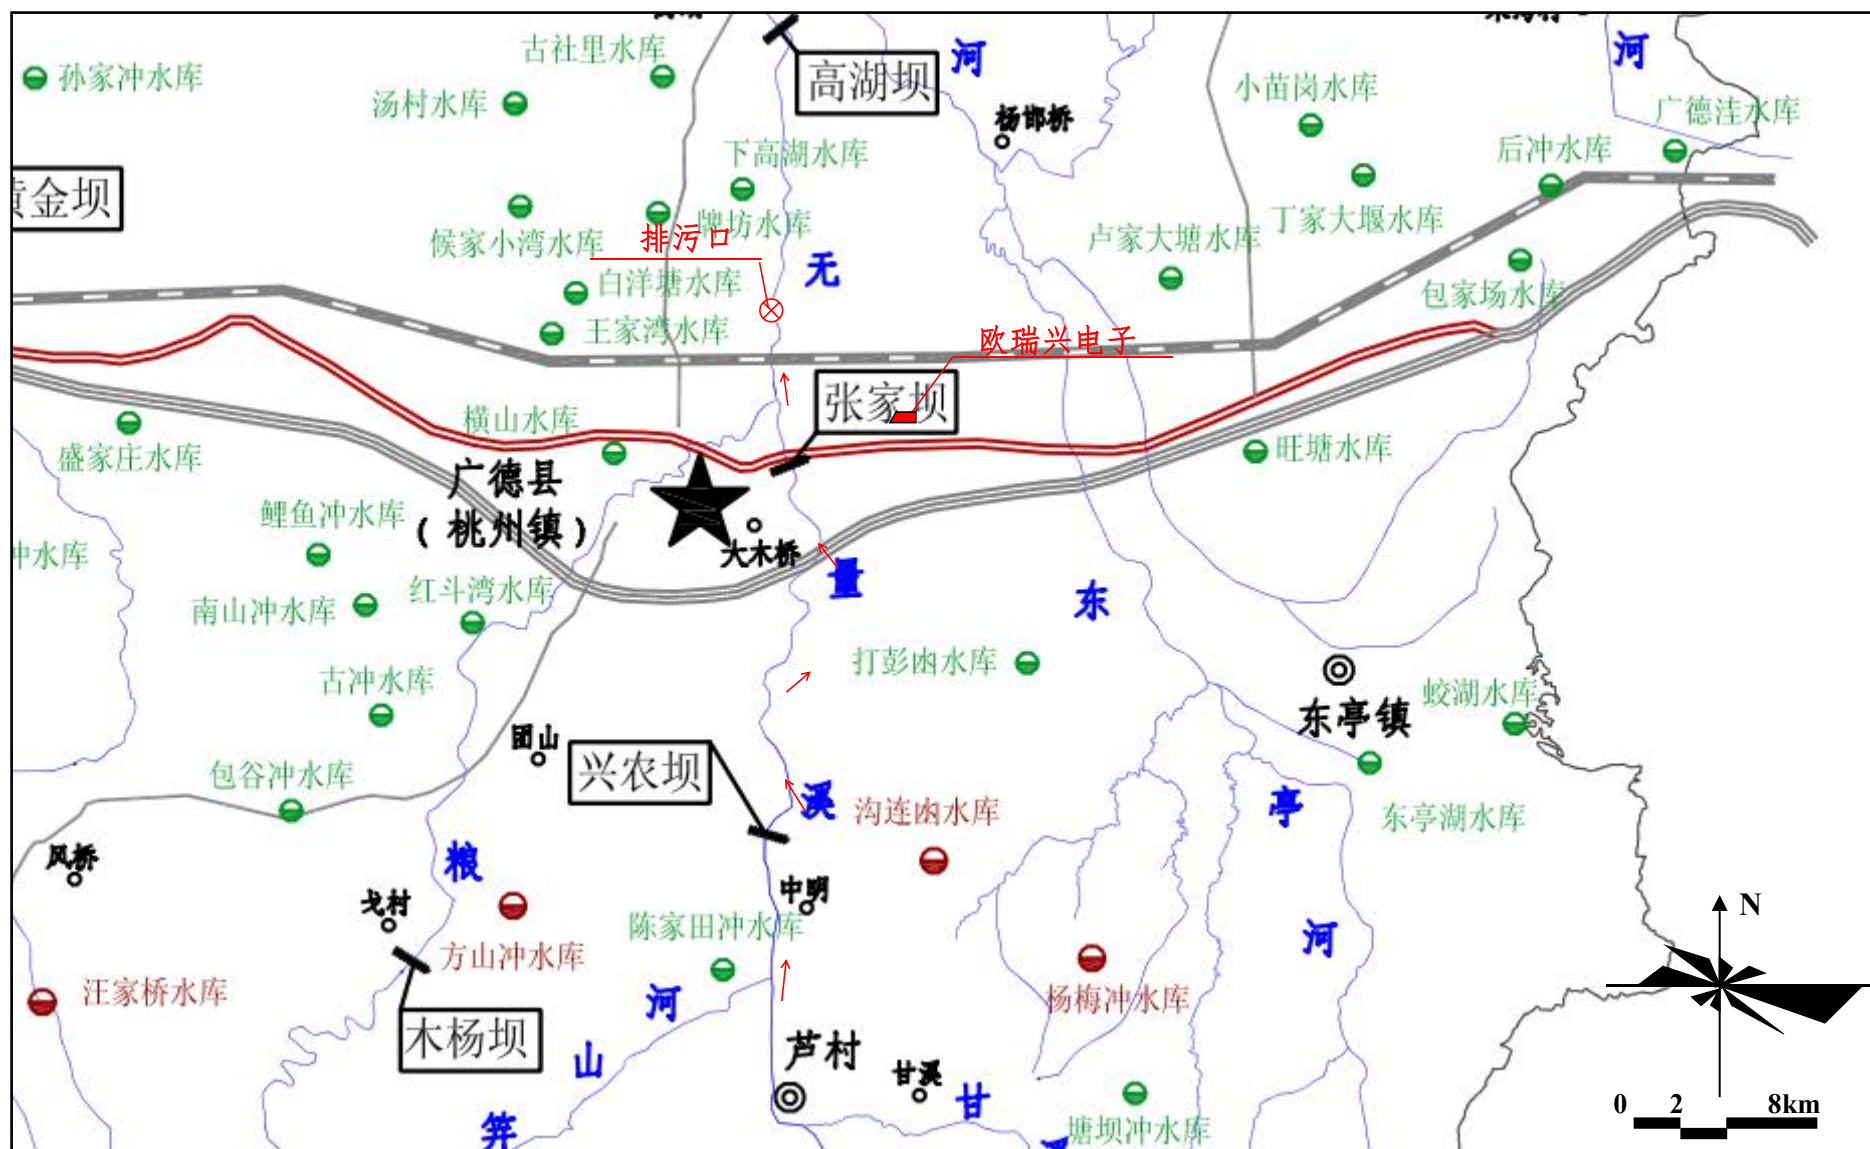 河
河
古社里水库
孙家冲水库
汤村水库
高湖坝
小苗岗水库
广德洼水库
杨邯桥
后冲水库
下高湖水库
黄金坝
牌坊水库
丁家大堰水库
候家小湾水库
排污口
卢家大塘水库
无
白洋塘水库
包家场水库
王家湾水库
欧瑞兴电子
张家坝
横山水库
盛家庄水库
旺塘水库
广德县
(桃州镇)
鲤鱼冲水库
大木桥
冲水库
红斗湾水库
量
东
南山冲水库
打彭凼水库
古冲水库
蛟湖水库
东亭镇
团山
包谷冲水库
兴农坝
溪
沟连凼水库
亭
东亭湖水库
风桥
粮
中明
戈村
陈家田冲水库
河
方山冲水库
汪家桥水库
河
杨梅冲水库
N
木杨坝
山
芦村
甘溪
甘
笄
塘坝冲水库
0 2 8km